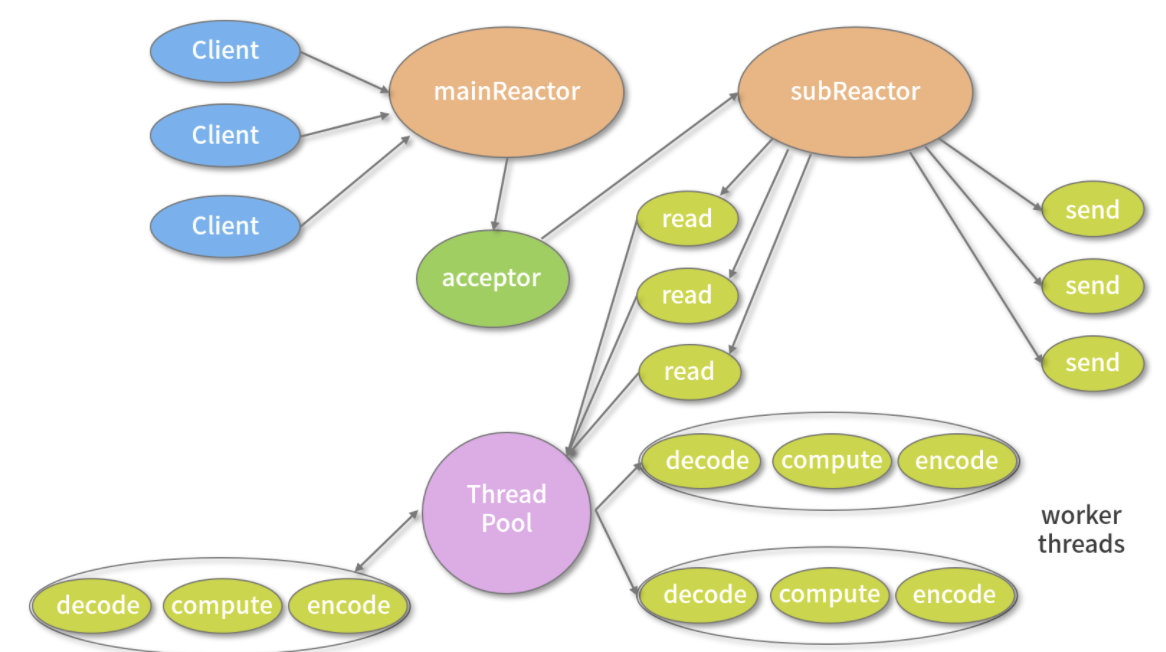 Client
mainReactor
subReactor
Client
Client
acceptor
read
send
read
send
read
send
Thread
Pool
decode compute encode
worker
threads
decode compute encode
decode compute encode